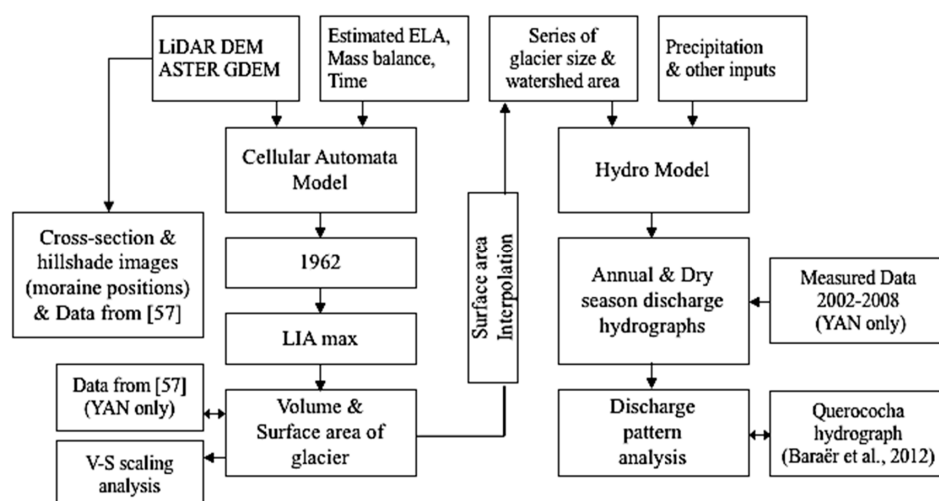 LiDAR DEM
ASTER GDEM
Estimated ELA,
Mass balance,
Time
Series of
glacier size &
watershed area
Precipitation
& other inputs
Cellular Automata
Model
Hydro Model
Cross-section &
hillshade images
(moraine positions)
& Data from [57]
1962
Surface area
Interpolation
Annual & Dry
season discharge
hydrographs
Measured Data
2002-2008
(YAN only)
LIA max
Data from [57]
(YAN only)
Volume &
Surface area of
glacier
V-S scaling
analysis
Discharge
pattern
analysis
Querococha
hydrograph
(Baraër et al., 2012)